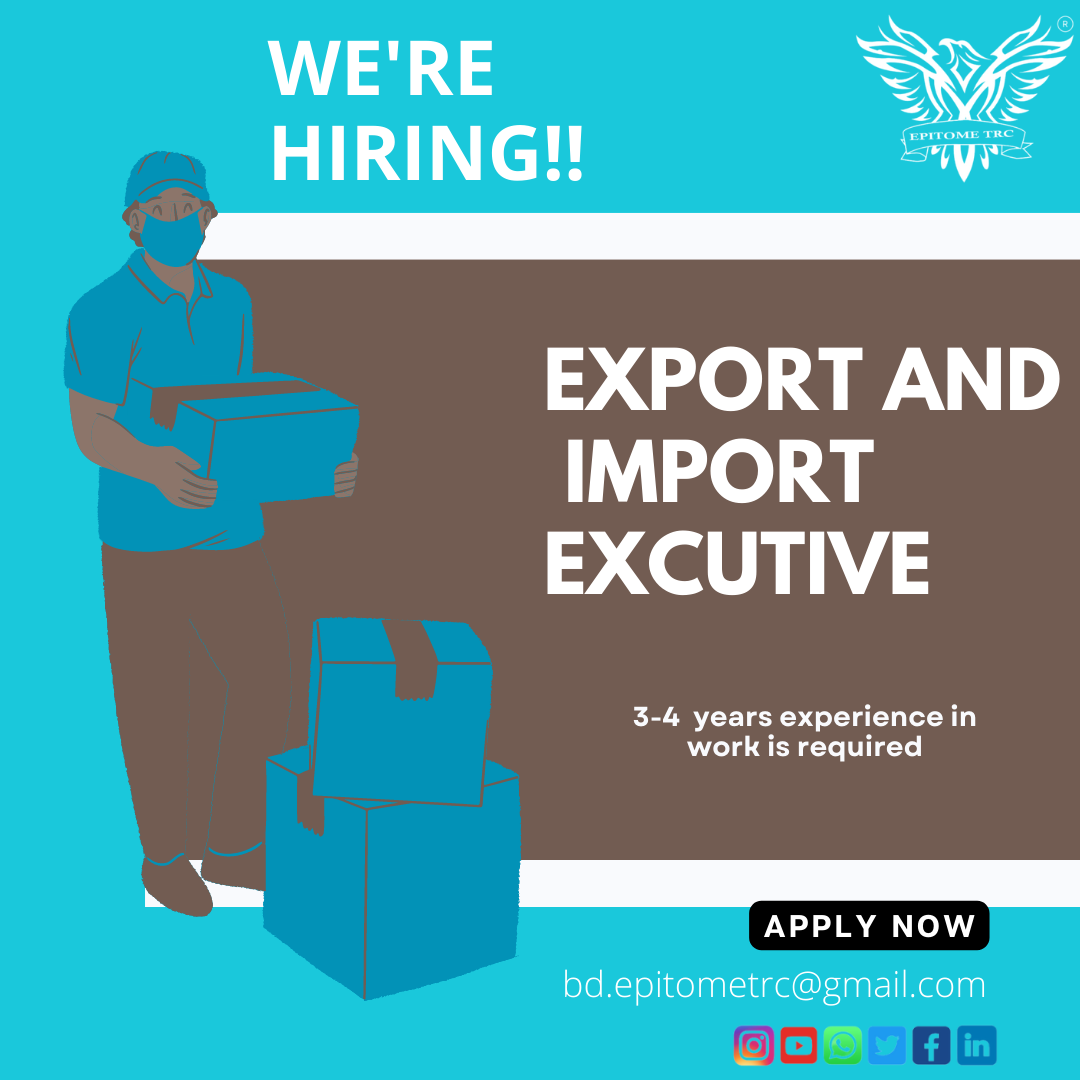 WE'RE
HIRING!!
®
EPITOME TRC
EXPORT AND
IMPORT
EXCUTIVE
3-4 years experience in
work is required
APPLY NOW
bd.epitometrc@gmail.com